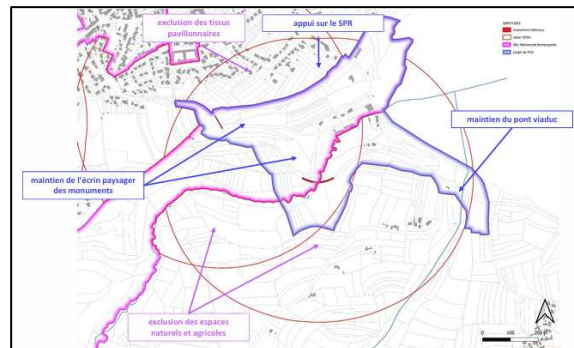 exclusion des tissus
pavillonnaires
appui sur le SPR
maintien du pont viaduc
maintien de l'écrin paysager
des monuments
exclusion des espaces
naturels et agricoles